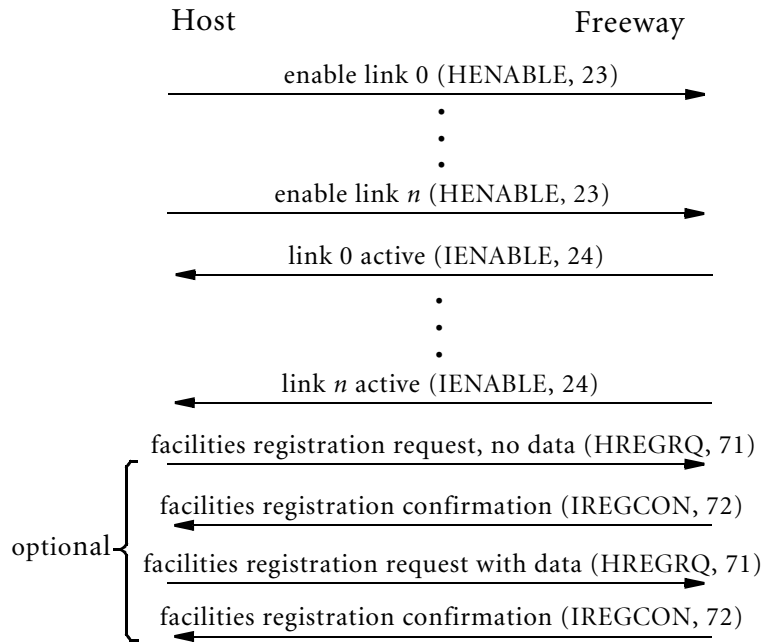 Host Freeway
enable link 0 (HENABLE, 23)
enable link n (HENABLE, 23)
link 0 active (IENABLE, 24)
link n active (IENABLE, 24)
facilities registration request, no data (HREGRQ, 71)
facilities registration confirmation (IREGCON, 72)
optional
facilities registration request with data (HREGRQ, 71)
facilities registration confirmation (IREGCON, 72)